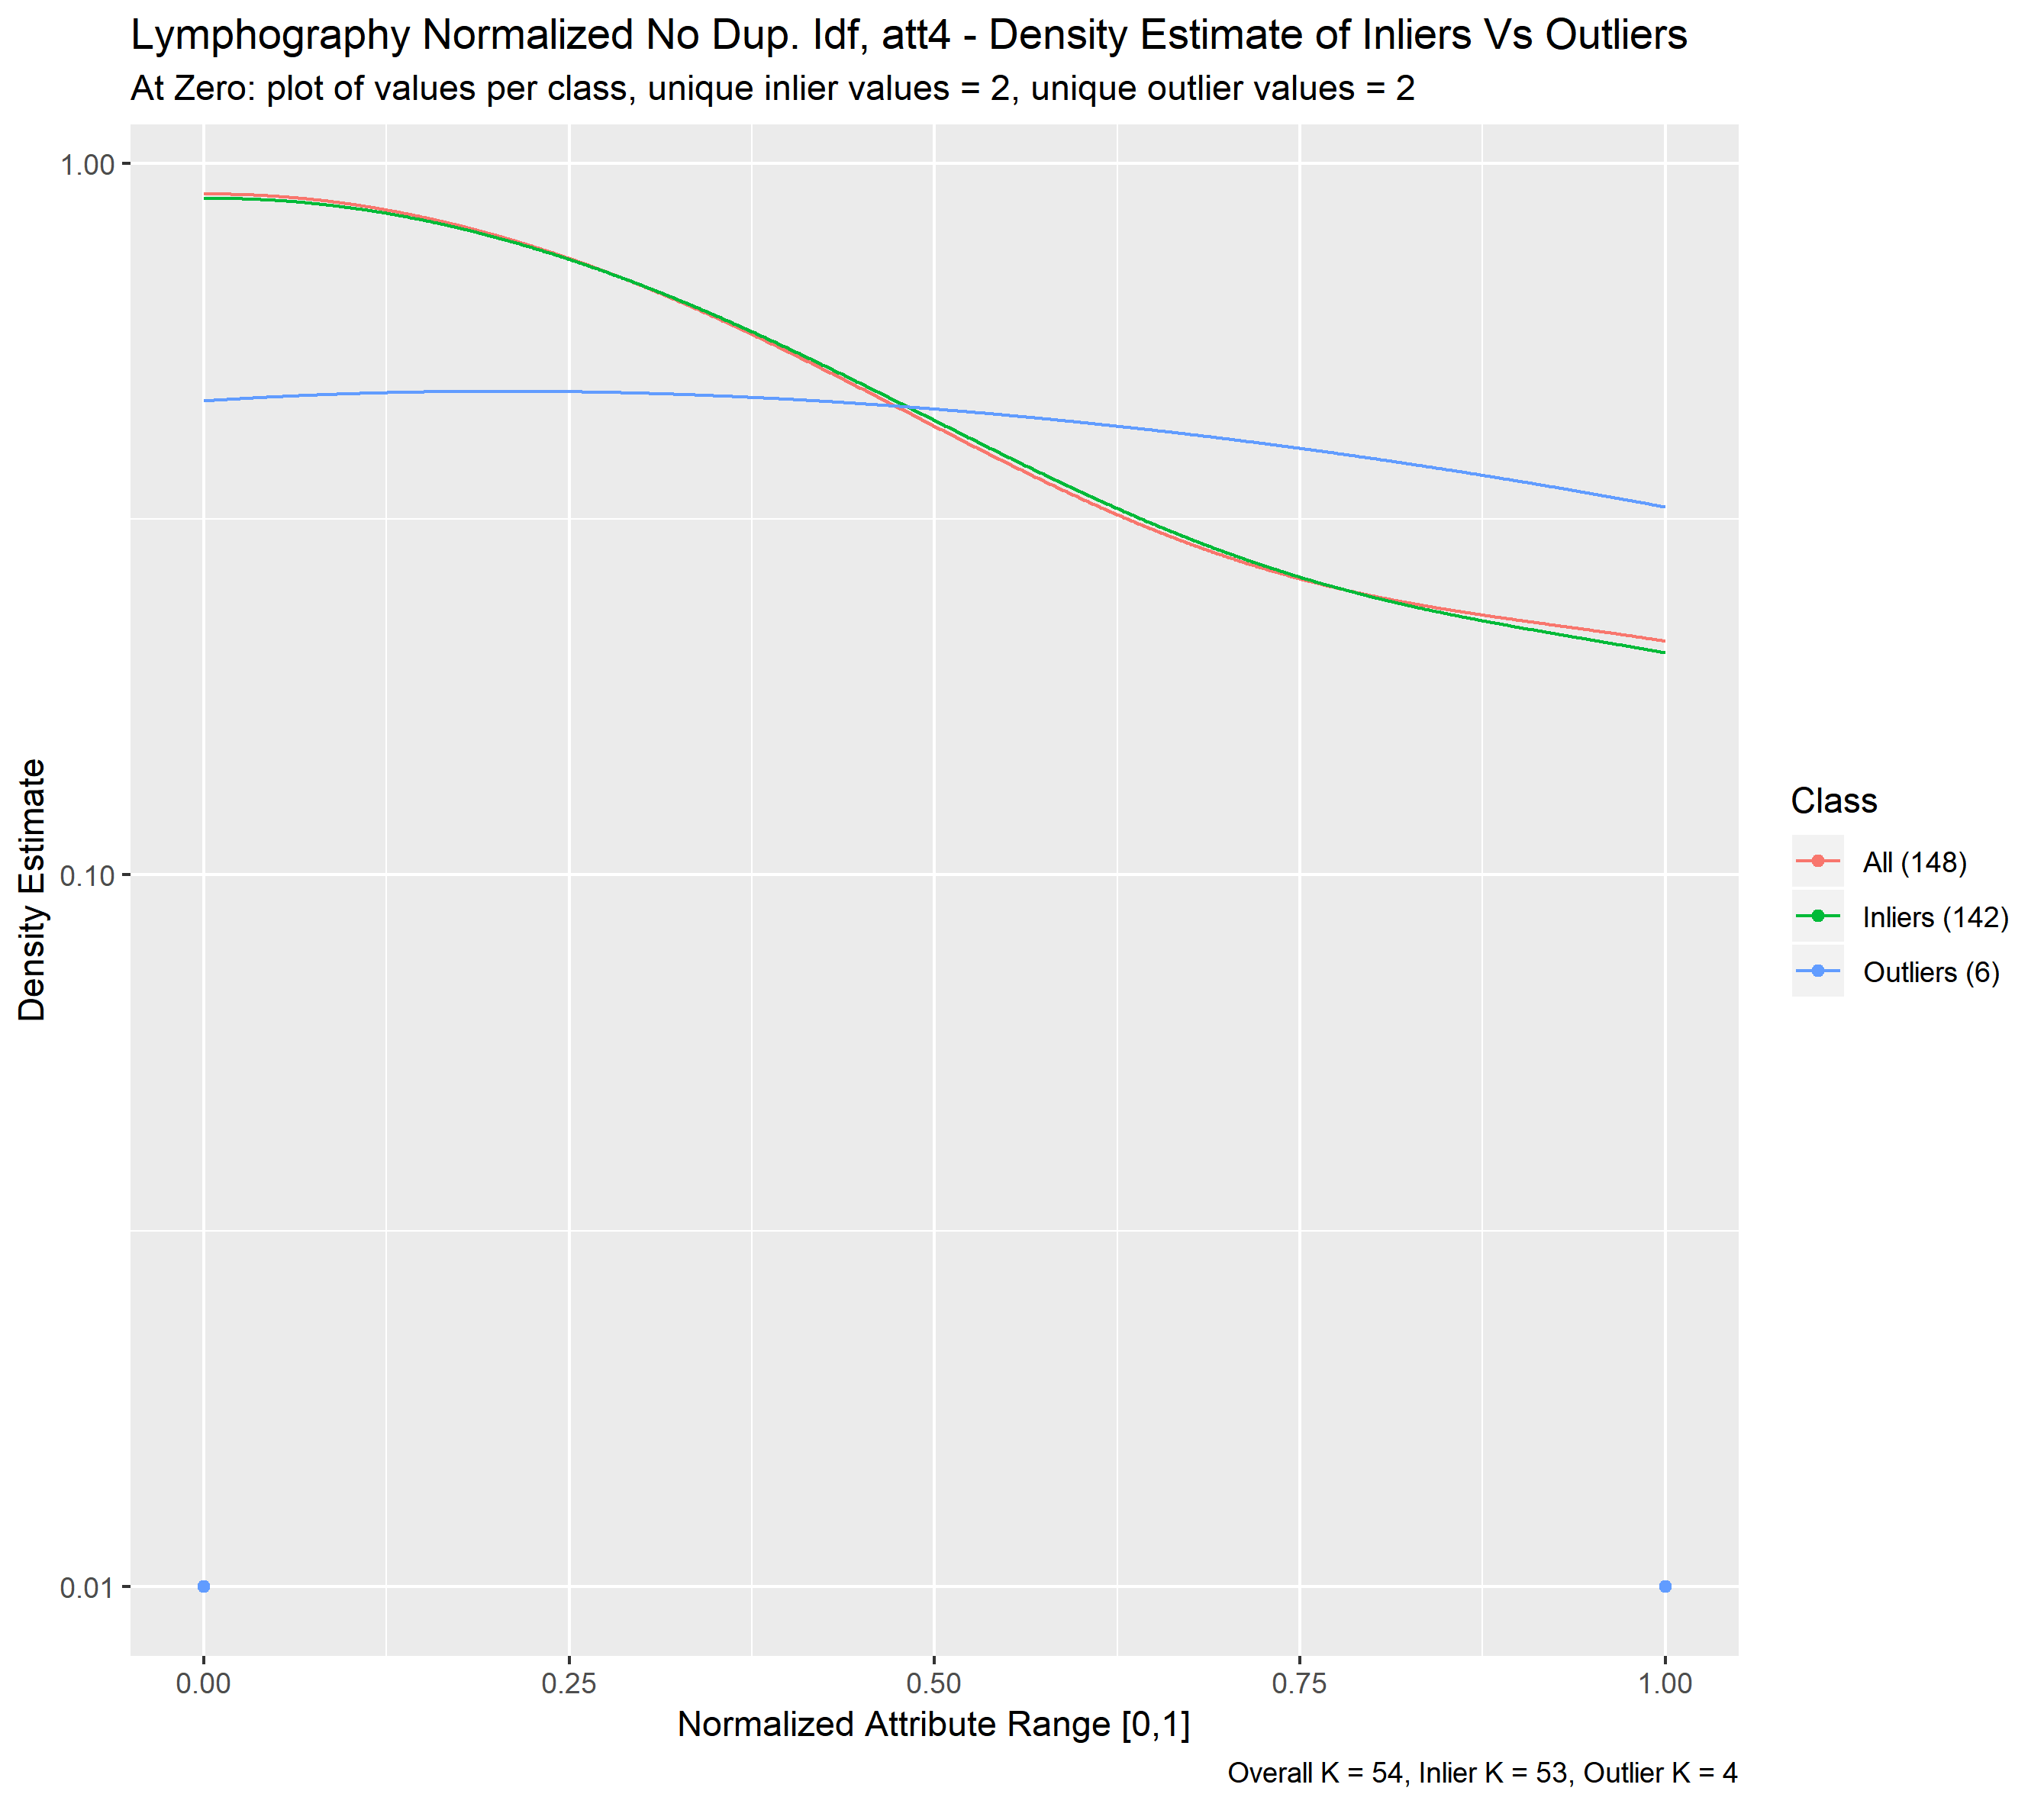 Lymphography Normalized No Dup. Idf, att4 - Density Estimate of Inliers Vs Outliers
At Zero: plot of values per class, unique inlier values = 2, unique outlier values = 2
1.00
0.10
0.01
Density Estimate
0.00
0.25
0.50
0.75
1.00
Normalized Attribute Range [0,1]
Class
All (148)
Inliers (142)
Outliers (6)
Overall K = 54, Inlier K = 53, Outlier K = 4